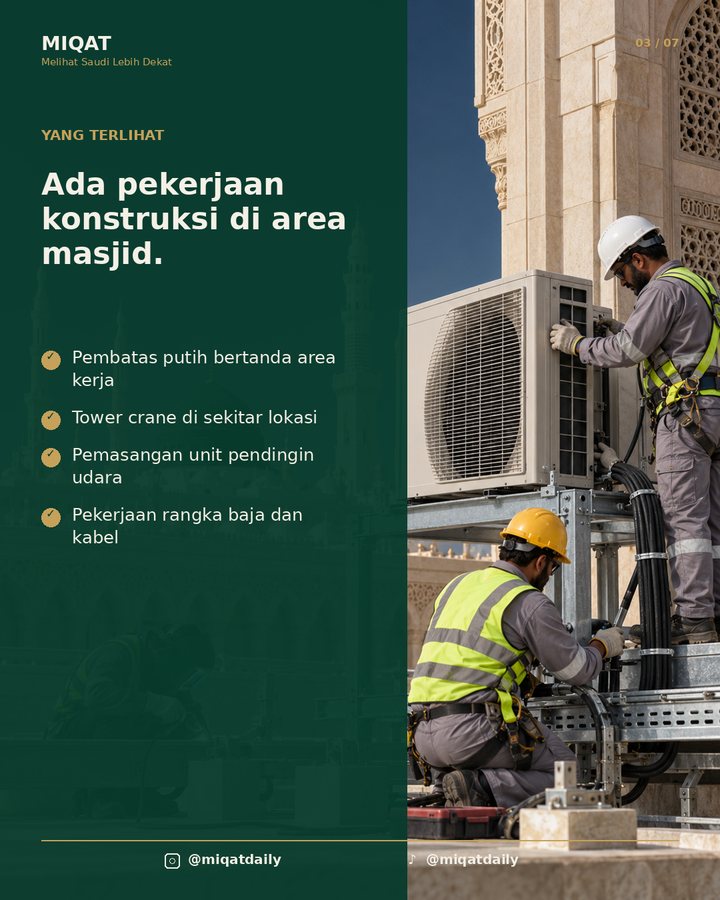 MIQAT
Melihat Saudi Lebih Dekat
03 / 07
YANG TERLIHAT
Ada pekerjaan
konstruksi di area
masjid.
Pembatas putih bertanda area
kerja
Tower crane di sekitar lokasi
Pemasangan unit pendingin
udara
Pekerjaan rangka baja dan
kabel
@miqatdaily
@miqatdaily